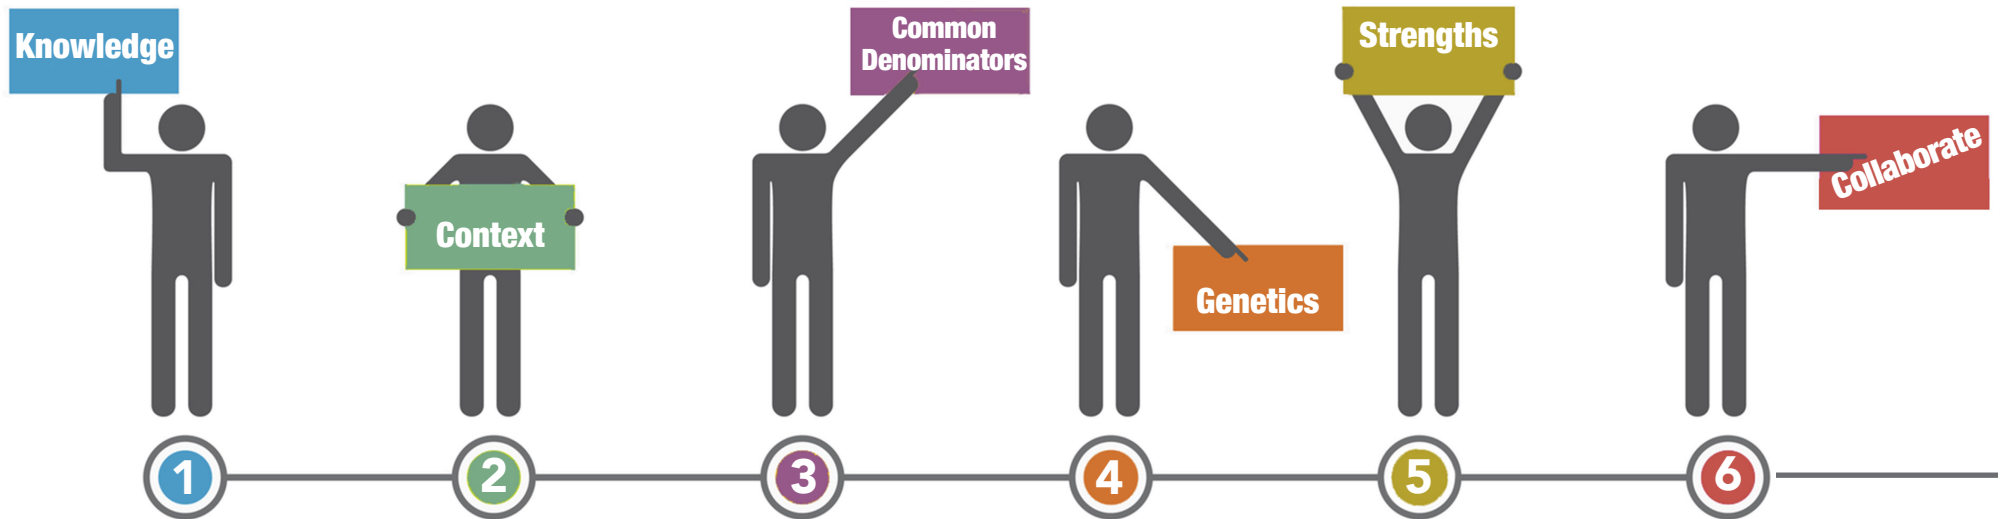 Knowledge
Context
Common
Denominators
Genetics
Strengths
Collaborate
1
2
3
4
5
6